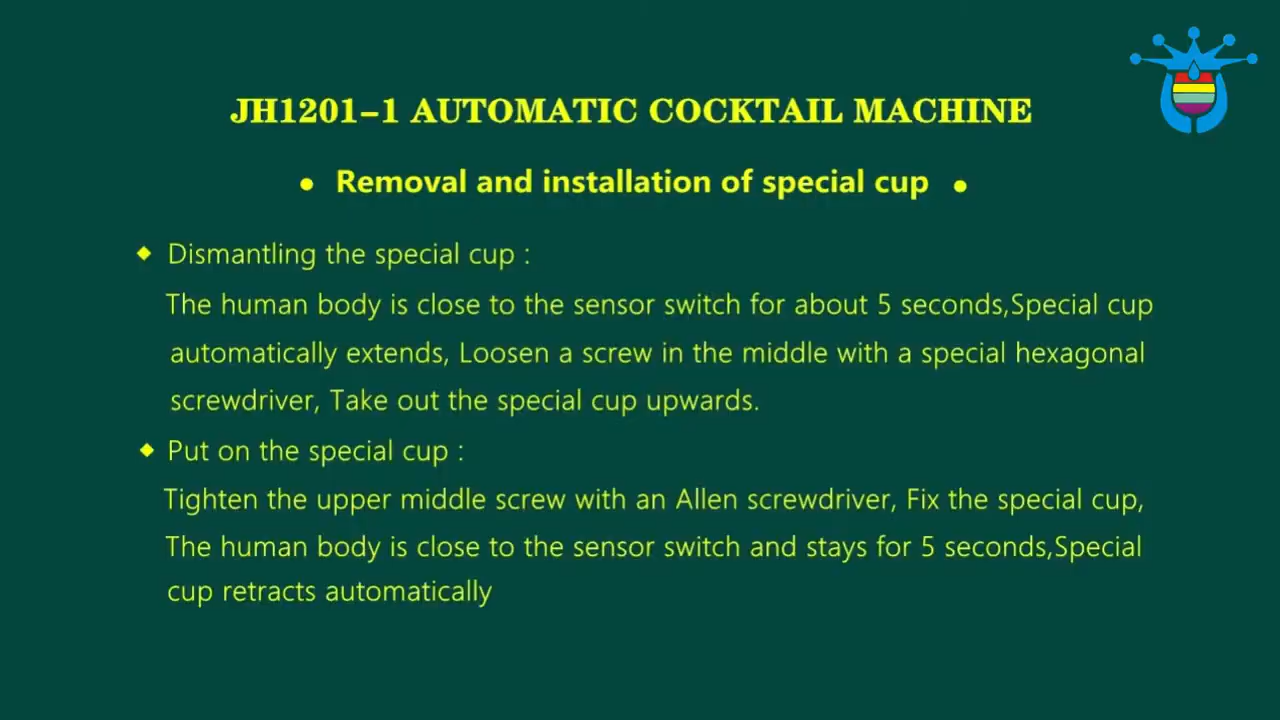 JH1201-1 AUTOMATIC COCKTAIL MACHINE
• Removal and installation of special cup •
◆ Dismantling the special cup :
The human body is close to the sensor switch for about 5 seconds,Special cup
automatically extends, Loosen a screw in the middle with a special hexagonal
screwdriver, Take out the special cup upwards.
◆ Put on the special cup :
Tighten the upper middle screw with an Allen screwdriver, Fix the special cup,
The human body is close to the sensor switch and stays for 5 seconds,Special
cup retracts automatically